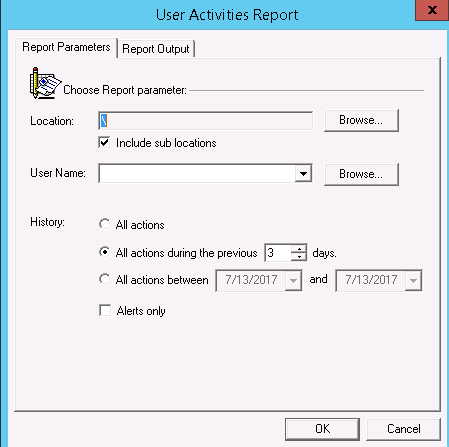 User Activities Report
x
Report Parameters Report Output
Choose Report parameter:
Location: \ Browse...
Include sub locations
User Name: Browse...
History: All actions
All actions during the previous 3 days.
All actions between 7/13/2017 and 7/13/2017
Alerts only
OK Cancel